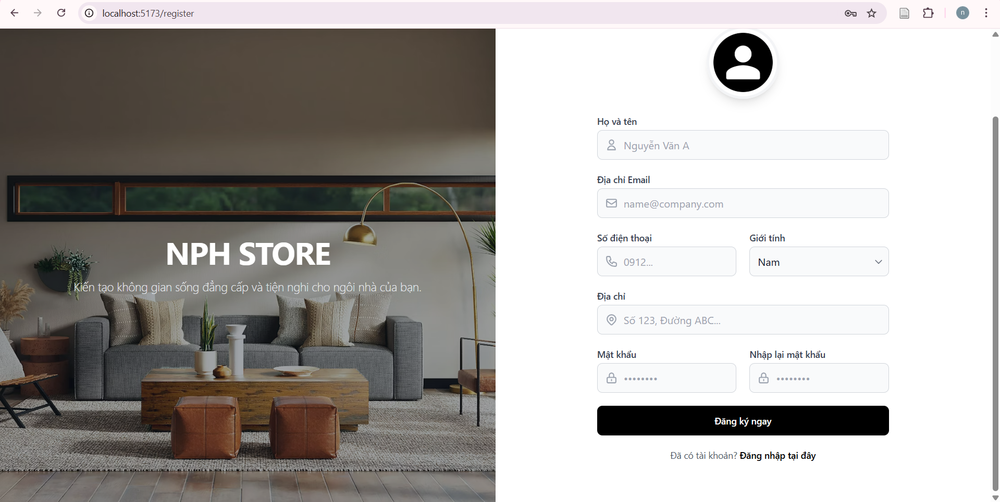 localhost:5173/register
n
NPH STORE
Kiến tạo không gian sống đẳng cấp và tiện nghi cho ngôi nhà của bạn.
Họ và tên
Nguyễn Văn A
Địa chỉ Email
name@company.com
Số điện thoại
Giới tính
0912...
Nam
Địa chỉ
Số 123, Đường ABC...
Mật khẩu
Nhập lại mật khẩu
••••••••
••••••••
Đăng ký ngay
Đã có tài khoản? Đăng nhập tại đây